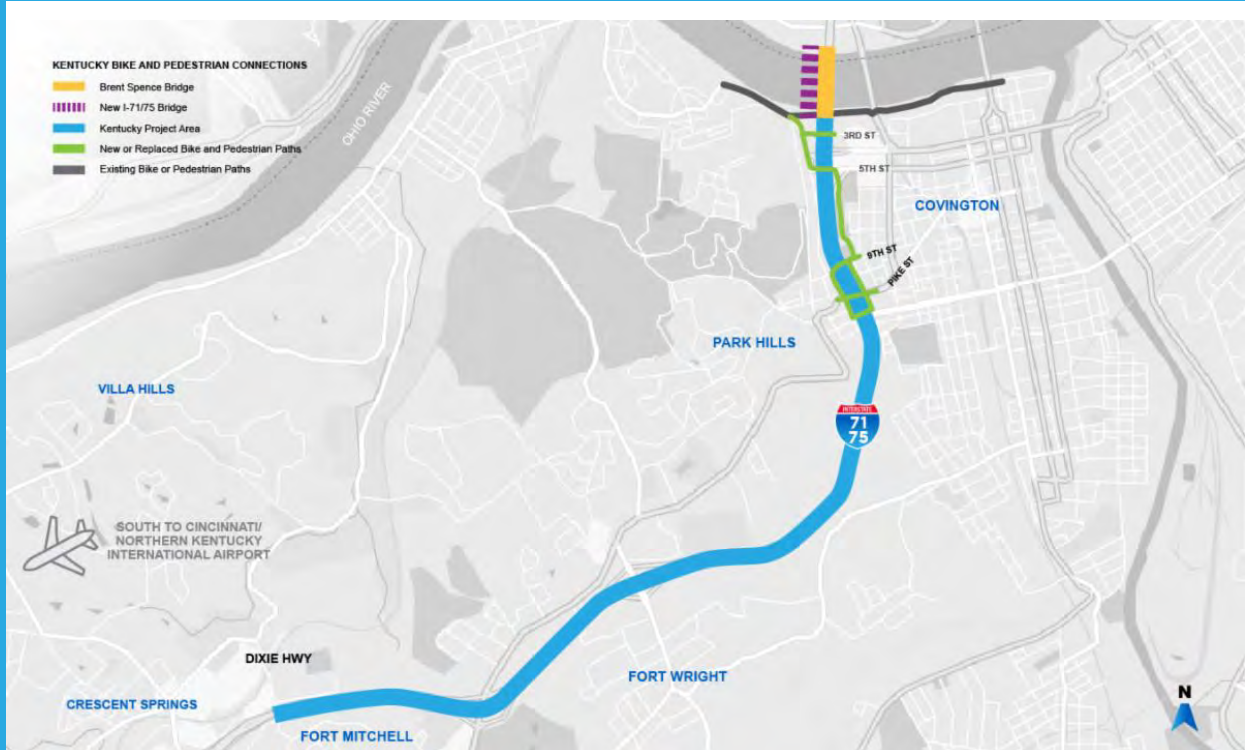 KENTUCKY BIKE AND PEDESTRIAN CONNECTIONS
Brent Spence Bridge
New I-71/75 Bridge
Kentucky Project Area
New or Replaced Bike and Pedestrian Paths
Existing Bike or Pedestrian Paths
OHIO RIVER
3RD ST
5TH ST
COVINGTON
9TH ST
PIKE ST
PARK HILLS
VILLA HILLS
INTERSTATE
71
75
SOUTH TO CINCINNATI/
NORTHERN KENTUCKY
INTERNATIONAL AIRPORT
DIXIE HWY
FORT WRIGHT
CRESCENT SPRINGS
FORT MITCHELL
N